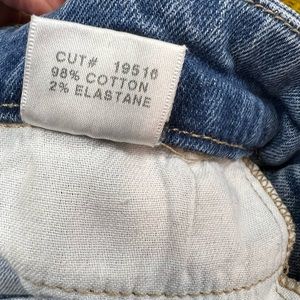 CUT# 19516
98% COTTON
2% ELASTANE